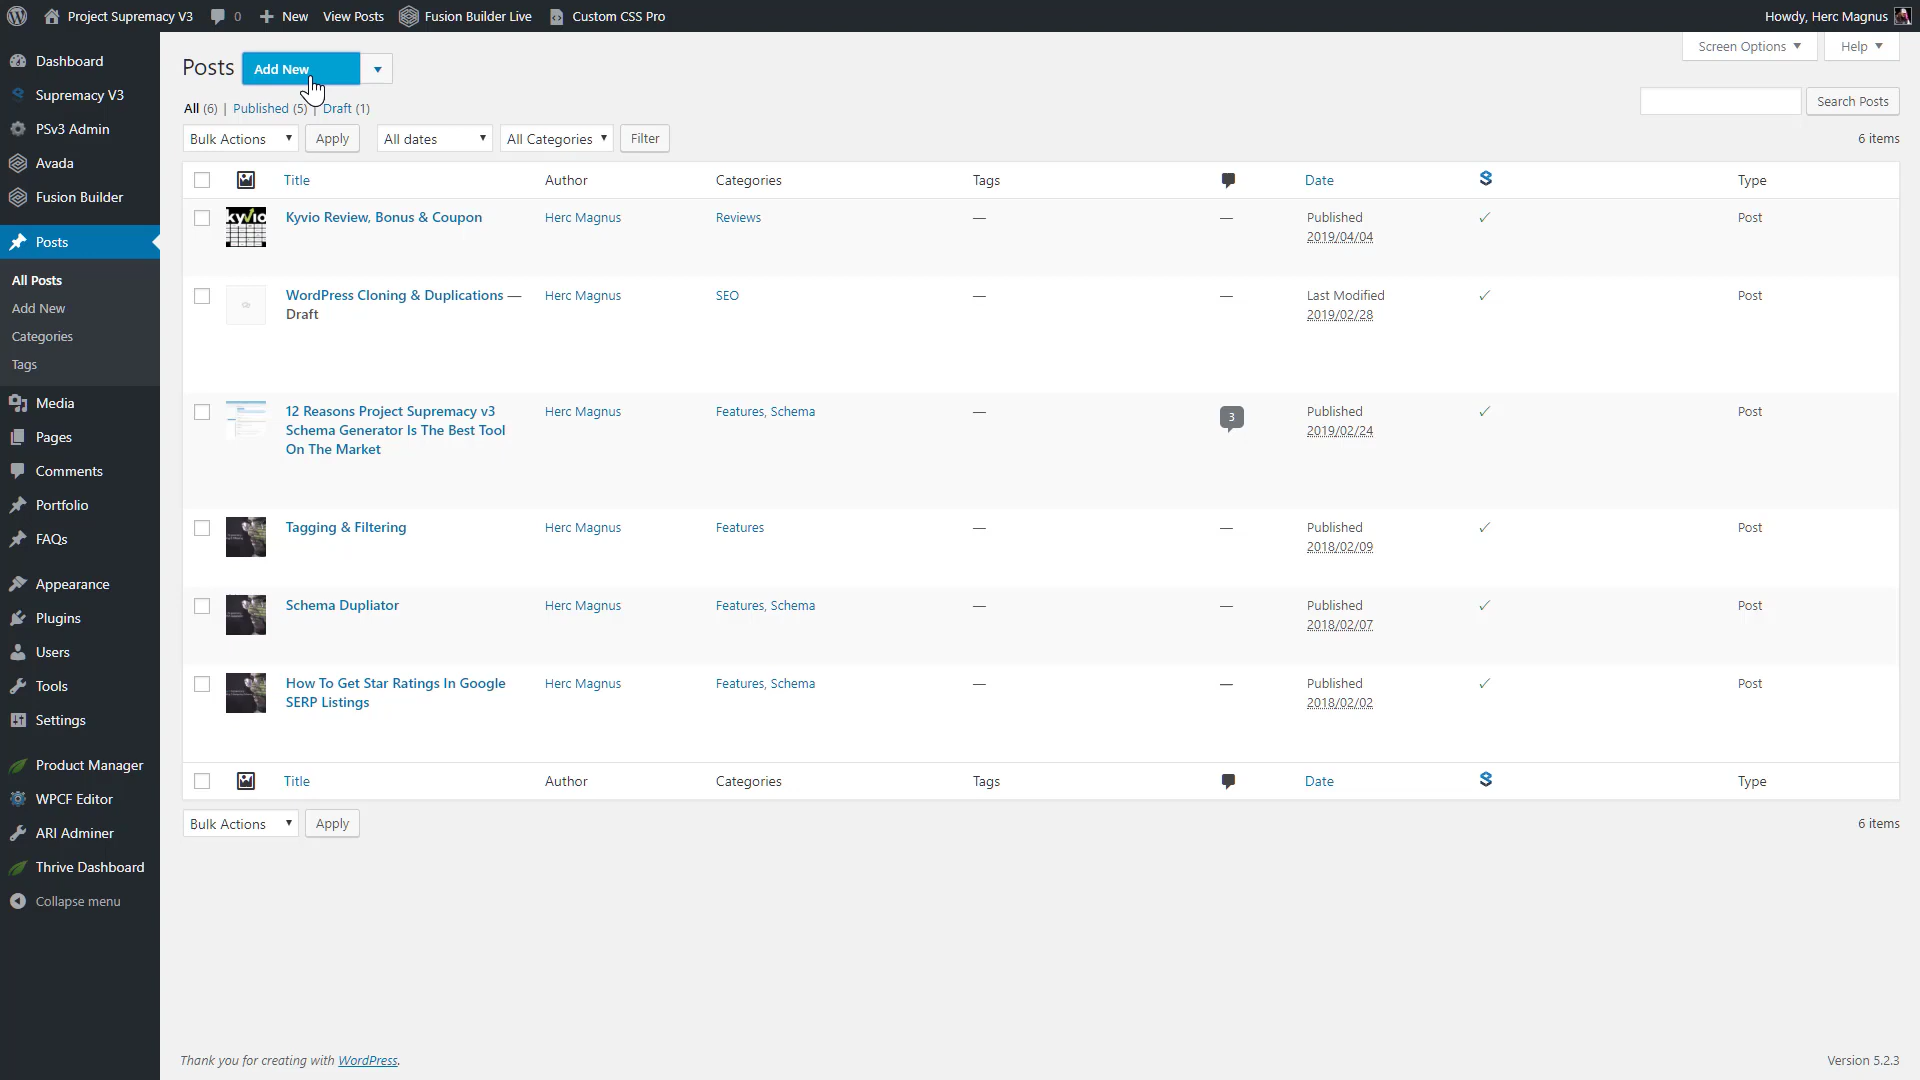 Project Supremacy V3 0 New View Posts Fusion Builder Live Custom CSS Pro Howdy, Herc Magnus
Screen Options Help
Dashboard
Supremacy V3
PSv3 Admin
Avada
Fusion Builder
Posts
All Posts
Add New
Categories
Tags
Media
Pages
Comments
Portfolio
FAQs
Appearance
Plugins
Users
Tools
Settings
Product Manager
WPCF Editor
ARI Adminer
Thrive Dashboard
Collapse menu
Posts Add New
All (6) | Published (5) | Draft (1)
Search Posts
Bulk Actions Apply All dates All Categories Filter 6 items
Title Author Categories Tags Date Type
kyvio
Kyvio Review, Bonus & Coupon Herc Magnus Reviews — — Published Post
2019/04/04
WordPress Cloning & Duplications — Herc Magnus SEO — — Last Modified ✓ Post
Draft 2019/02/28
12 Reasons Project Supremacy v3 Herc Magnus Features, Schema — 3 Published ✓ Post
Schema Generator Is The Best Tool 2019/02/24
On The Market
Tagging & Filtering Herc Magnus Features — — Published ✓ Post
2018/02/09
Schema Dupliator Herc Magnus Features, Schema — — Published ✓ Post
2018/02/07
How To Get Star Ratings In Google Herc Magnus Features, Schema — — Published ✓ Post
SERP Listings 2018/02/02
Title Author Categories Tags Date Type
Bulk Actions Apply 6 items
Thank you for creating with WordPress. Version 5.2.3